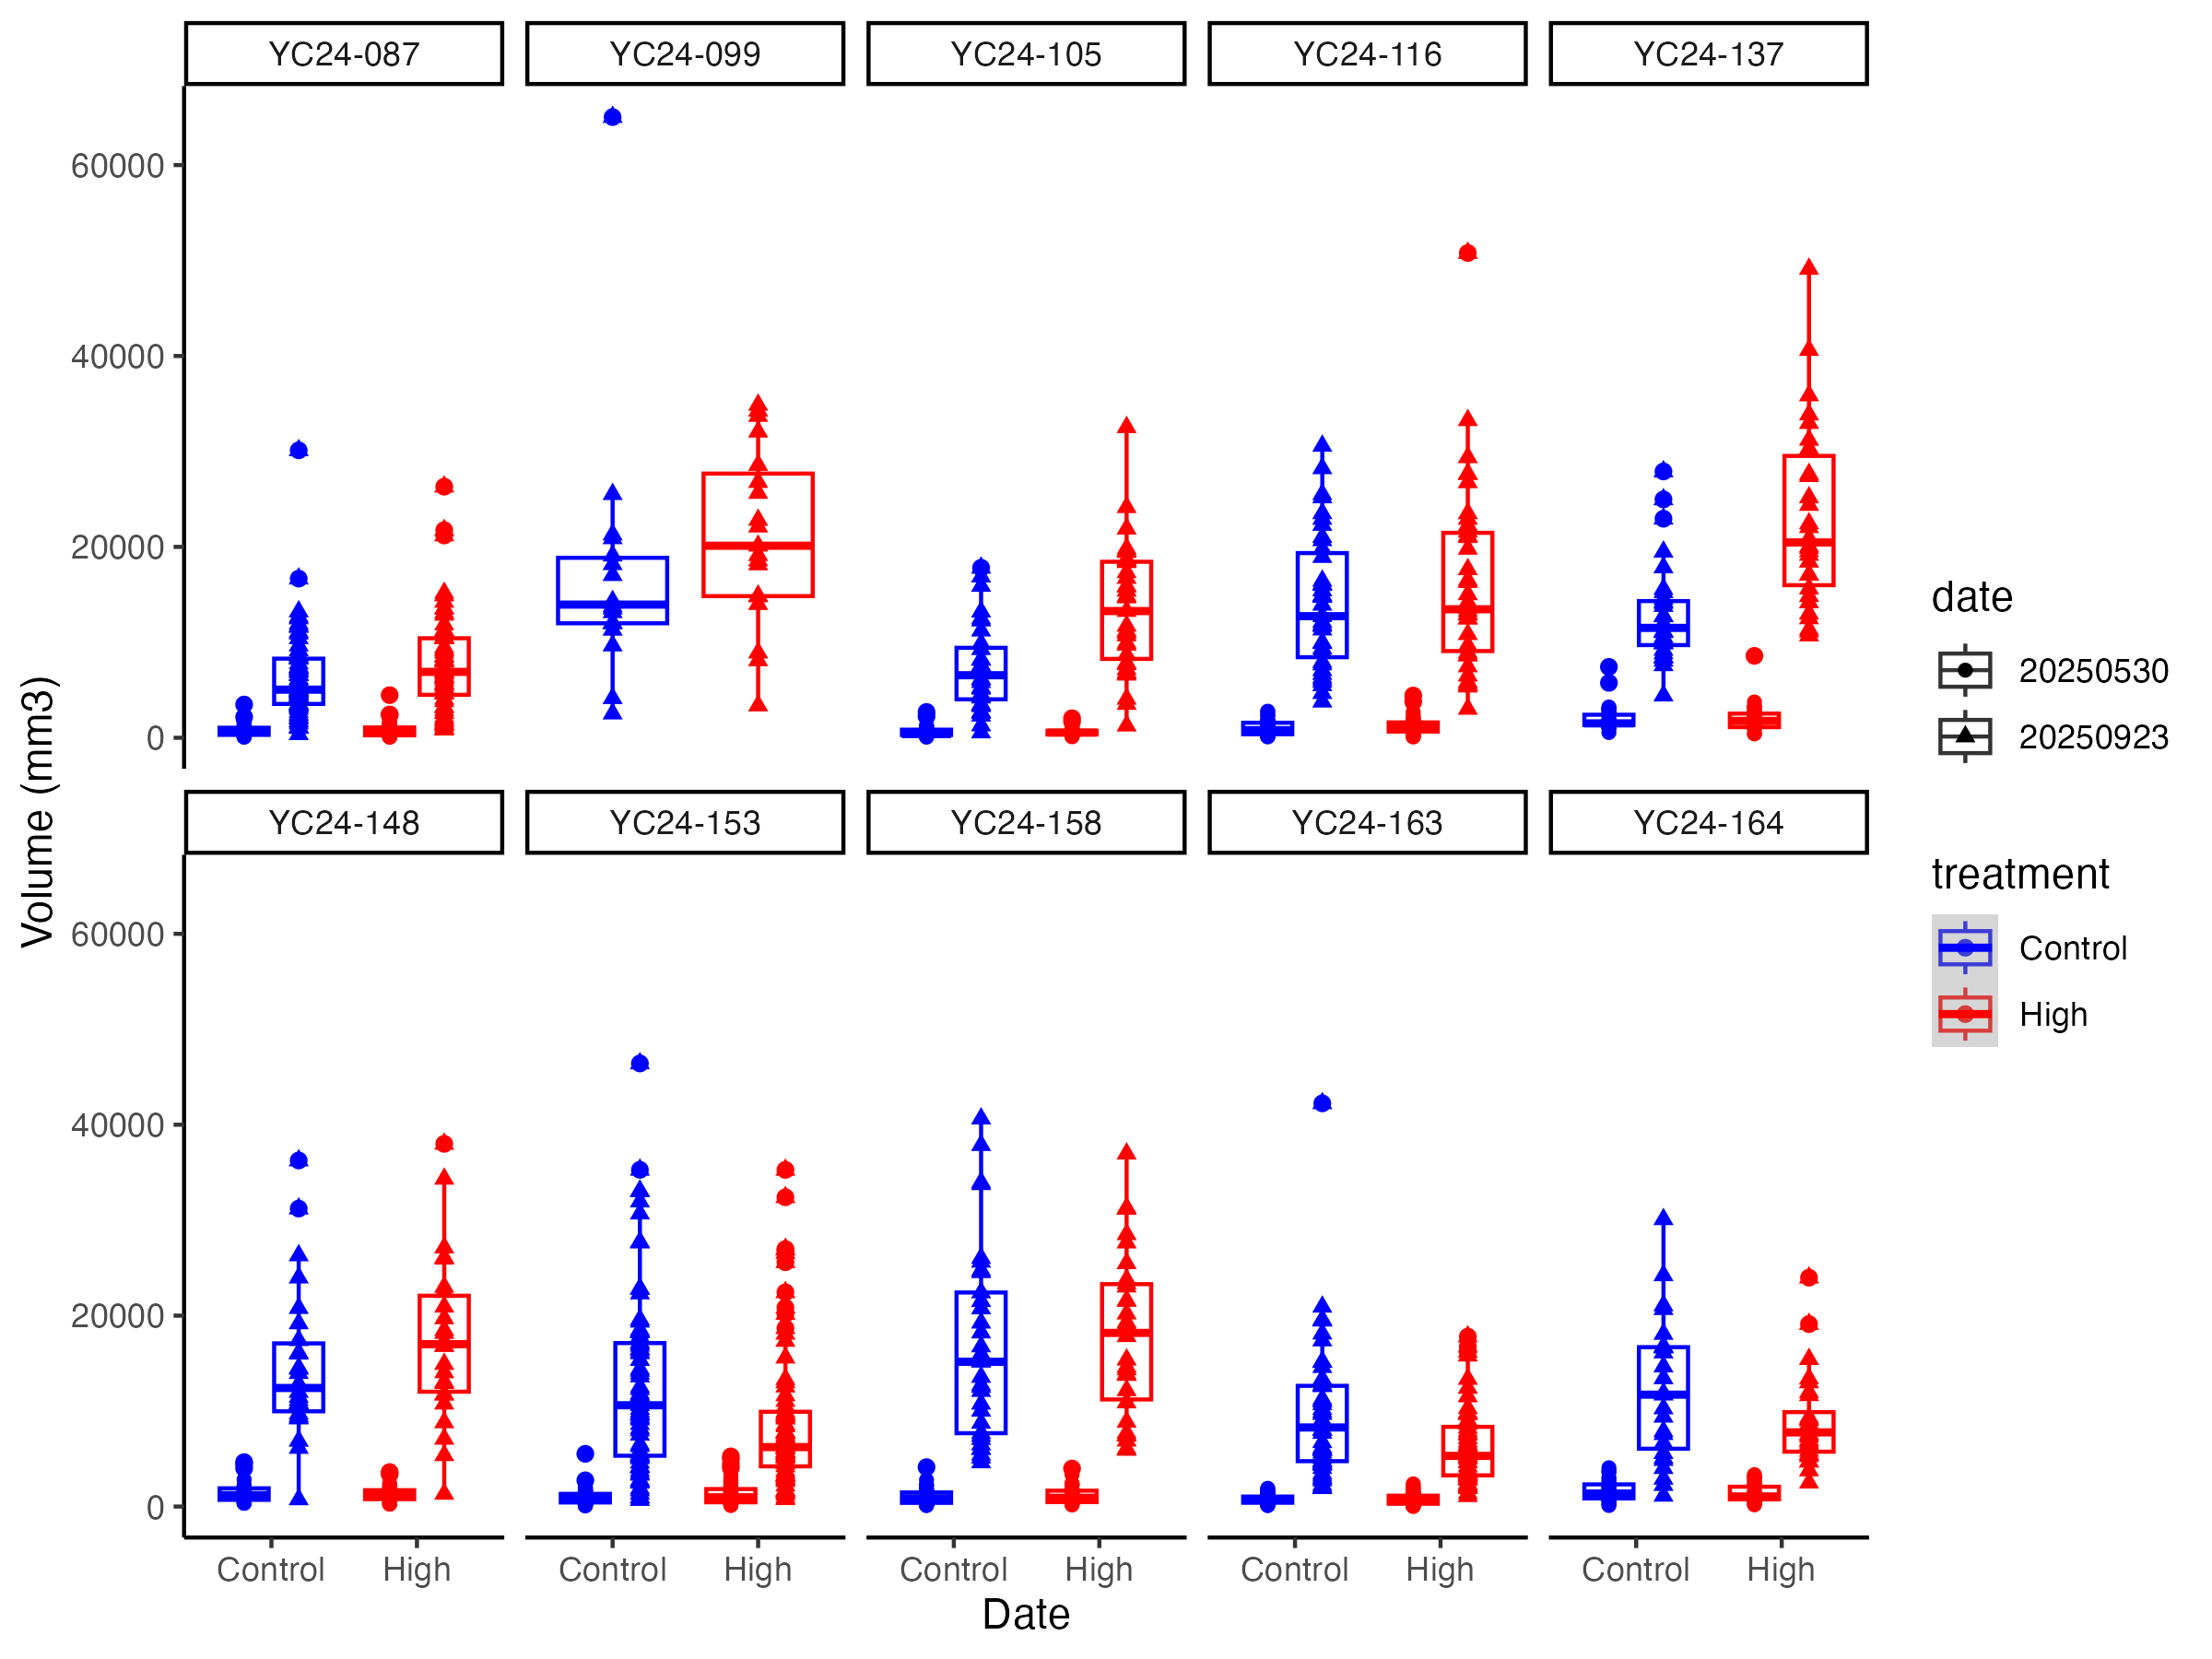 YC24-087 YC24-099 YC24-105 YC24-116 YC24-137
60000
40000
20000
0
YC24-148 YC24-153 YC24-158 YC24-163 YC24-164
60000
40000
20000
0
Control High Control High Control High Control High Control High
Date
Volume (mm3)
date
20250530
20250923
treatment
Control
High